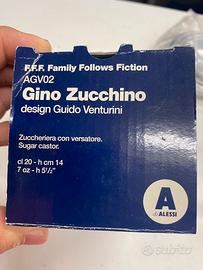 F.F.F. Family Follows Fiction
AGV02
Gino Zucchino
design Guido Venturini
Zuccheriera con versatore.
Sugar castor.
cl 20 - h cm 14
7 oz - h 5½"
A
di ALESSI
subito